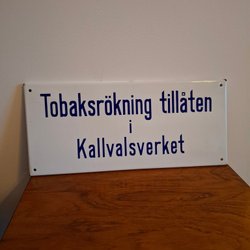 Tobaksrökning tillåten
i
Kallvalsverket